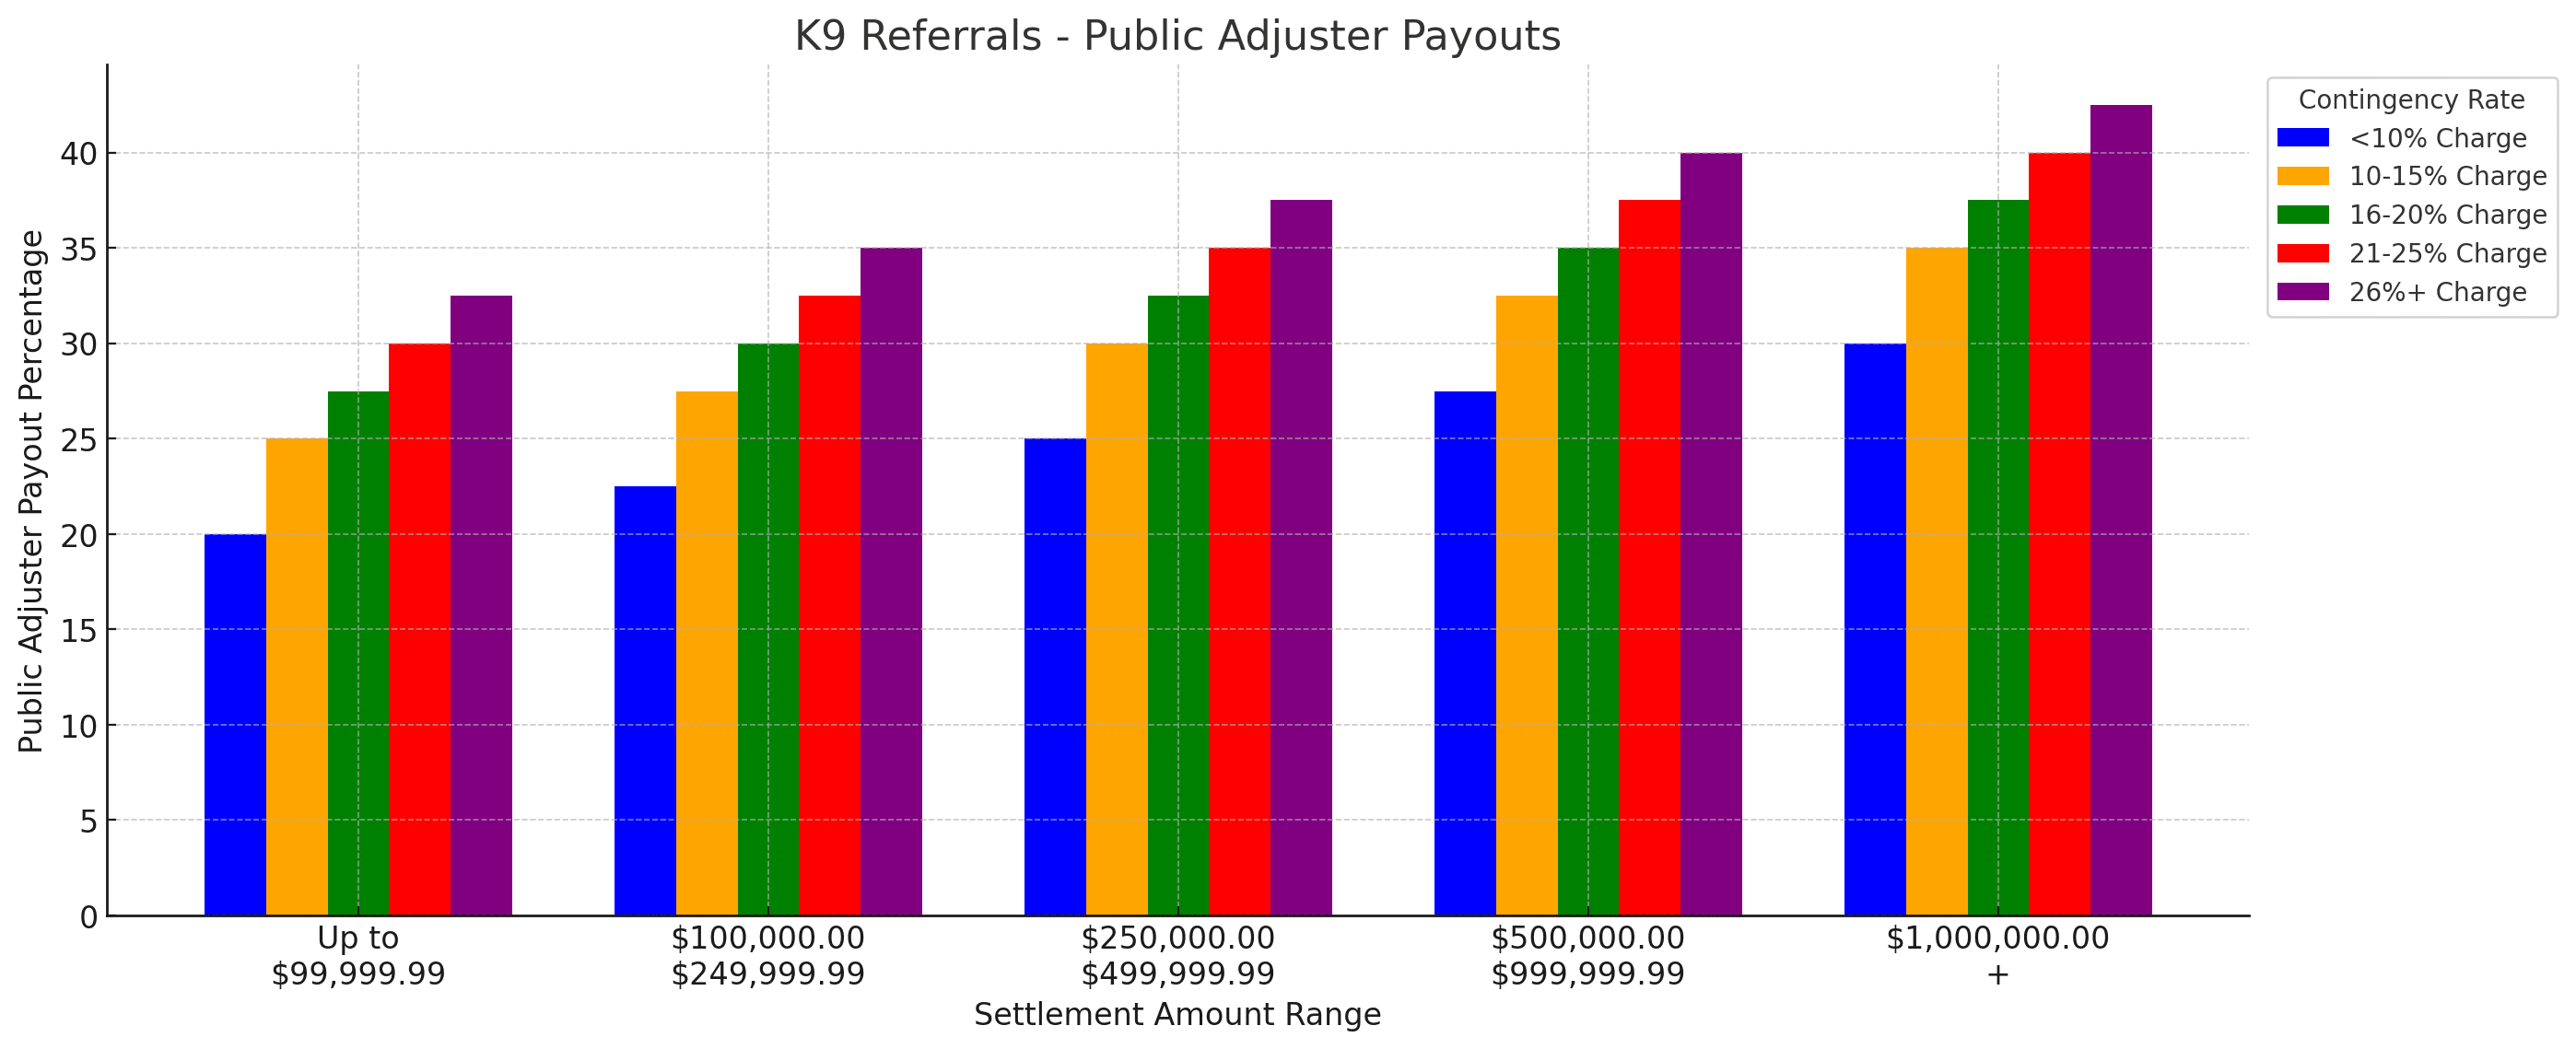 K9 Referrals - Public Adjuster Payouts
Public Adjuster Payout Percentage
40
35
30
25
20
15
10
5
0
Up to
$99,999.99
$100,000.00
$249,999.99
$250,000.00
$499,999.99
$500,000.00
$999,999.99
$1,000,000.00
+
Settlement Amount Range
Contingency Rate
<10% Charge
10-15% Charge
16-20% Charge
21-25% Charge
26%+ Charge